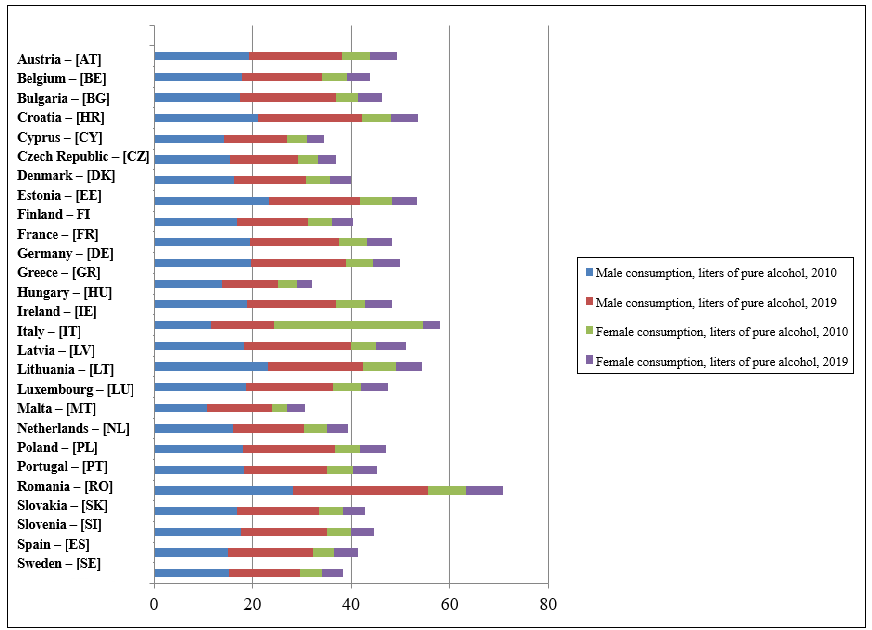 Austria – [AT]
Belgium – [BE]
Bulgaria – [BG]
Croatia – [HR]
Cyprus – [CY]
Czech Republic – [CZ]
Denmark – [DK]
Estonia – [EE]
Finland – FI
France – [FR]
Germany – [DE]
Greece – [GR]
Hungary – [HU]
Ireland – [IE]
Italy – [IT]
Latvia – [LV]
Lithuania – [LT]
Luxembourg – [LU]
Malta – [MT]
Netherlands – [NL]
Poland – [PL]
Portugal – [PT]
Romania – [RO]
Slovakia – [SK]
Slovenia – [SI]
Spain – [ES]
Sweden – [SE]
0 20 40 60 80
Male consumption, liters of pure alcohol, 2010
Male consumption, liters of pure alcohol, 2019
Female consumption, liters of pure alcohol, 2010
Female consumption, liters of pure alcohol, 2019